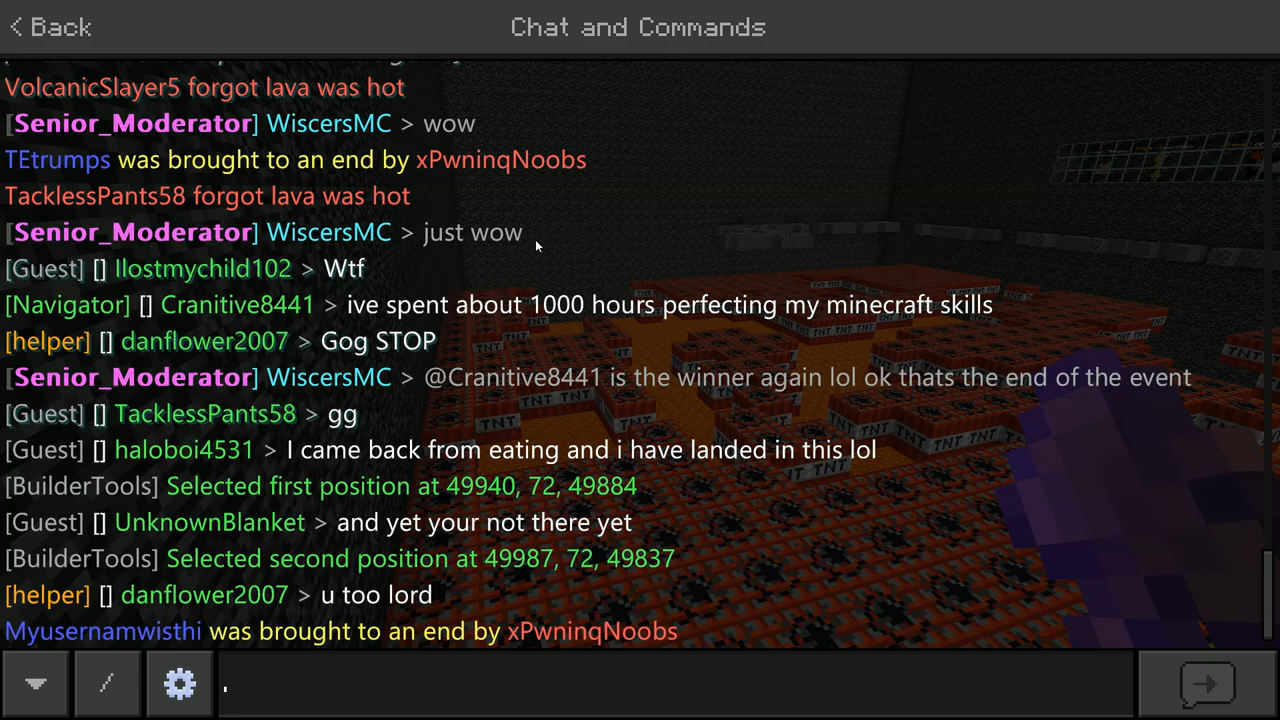 < Back
Chat and Commands
VolcanicSlayer5 forgot lava was hot
[Senior_Moderator] WiscersMC > wow
TEtrumps was brought to an end by xPwninqNoobs
TacklessPants58 forgot lava was hot
[Senior_Moderator] WiscersMC > just wow
[Guest] [] Ilostmychild102 > Wtf
[Navigator] [] Cranitive8441 > ive spent about 1000 hours perfecting my minecraft skills
[helper] [] danflower2007 > Gog STOP
[Senior_Moderator] WiscersMC > @Cranitive8441 is the winner again lol ok thats the end of the event
[Guest] [] TacklessPants58 > gg
[Guest] [] haloboi4531 > I came back from eating and i have landed in this lol
[BuilderTools] Selected first position at 49940, 72, 49884
[Guest] [] UnknownBlanket > and yet your not there yet
[BuilderTools] Selected second position at 49987, 72, 49837
[helper] [] danflower2007 > u too lord
Myusernamwisthi was brought to an end by xPwninqNoobs
/
.
TNT